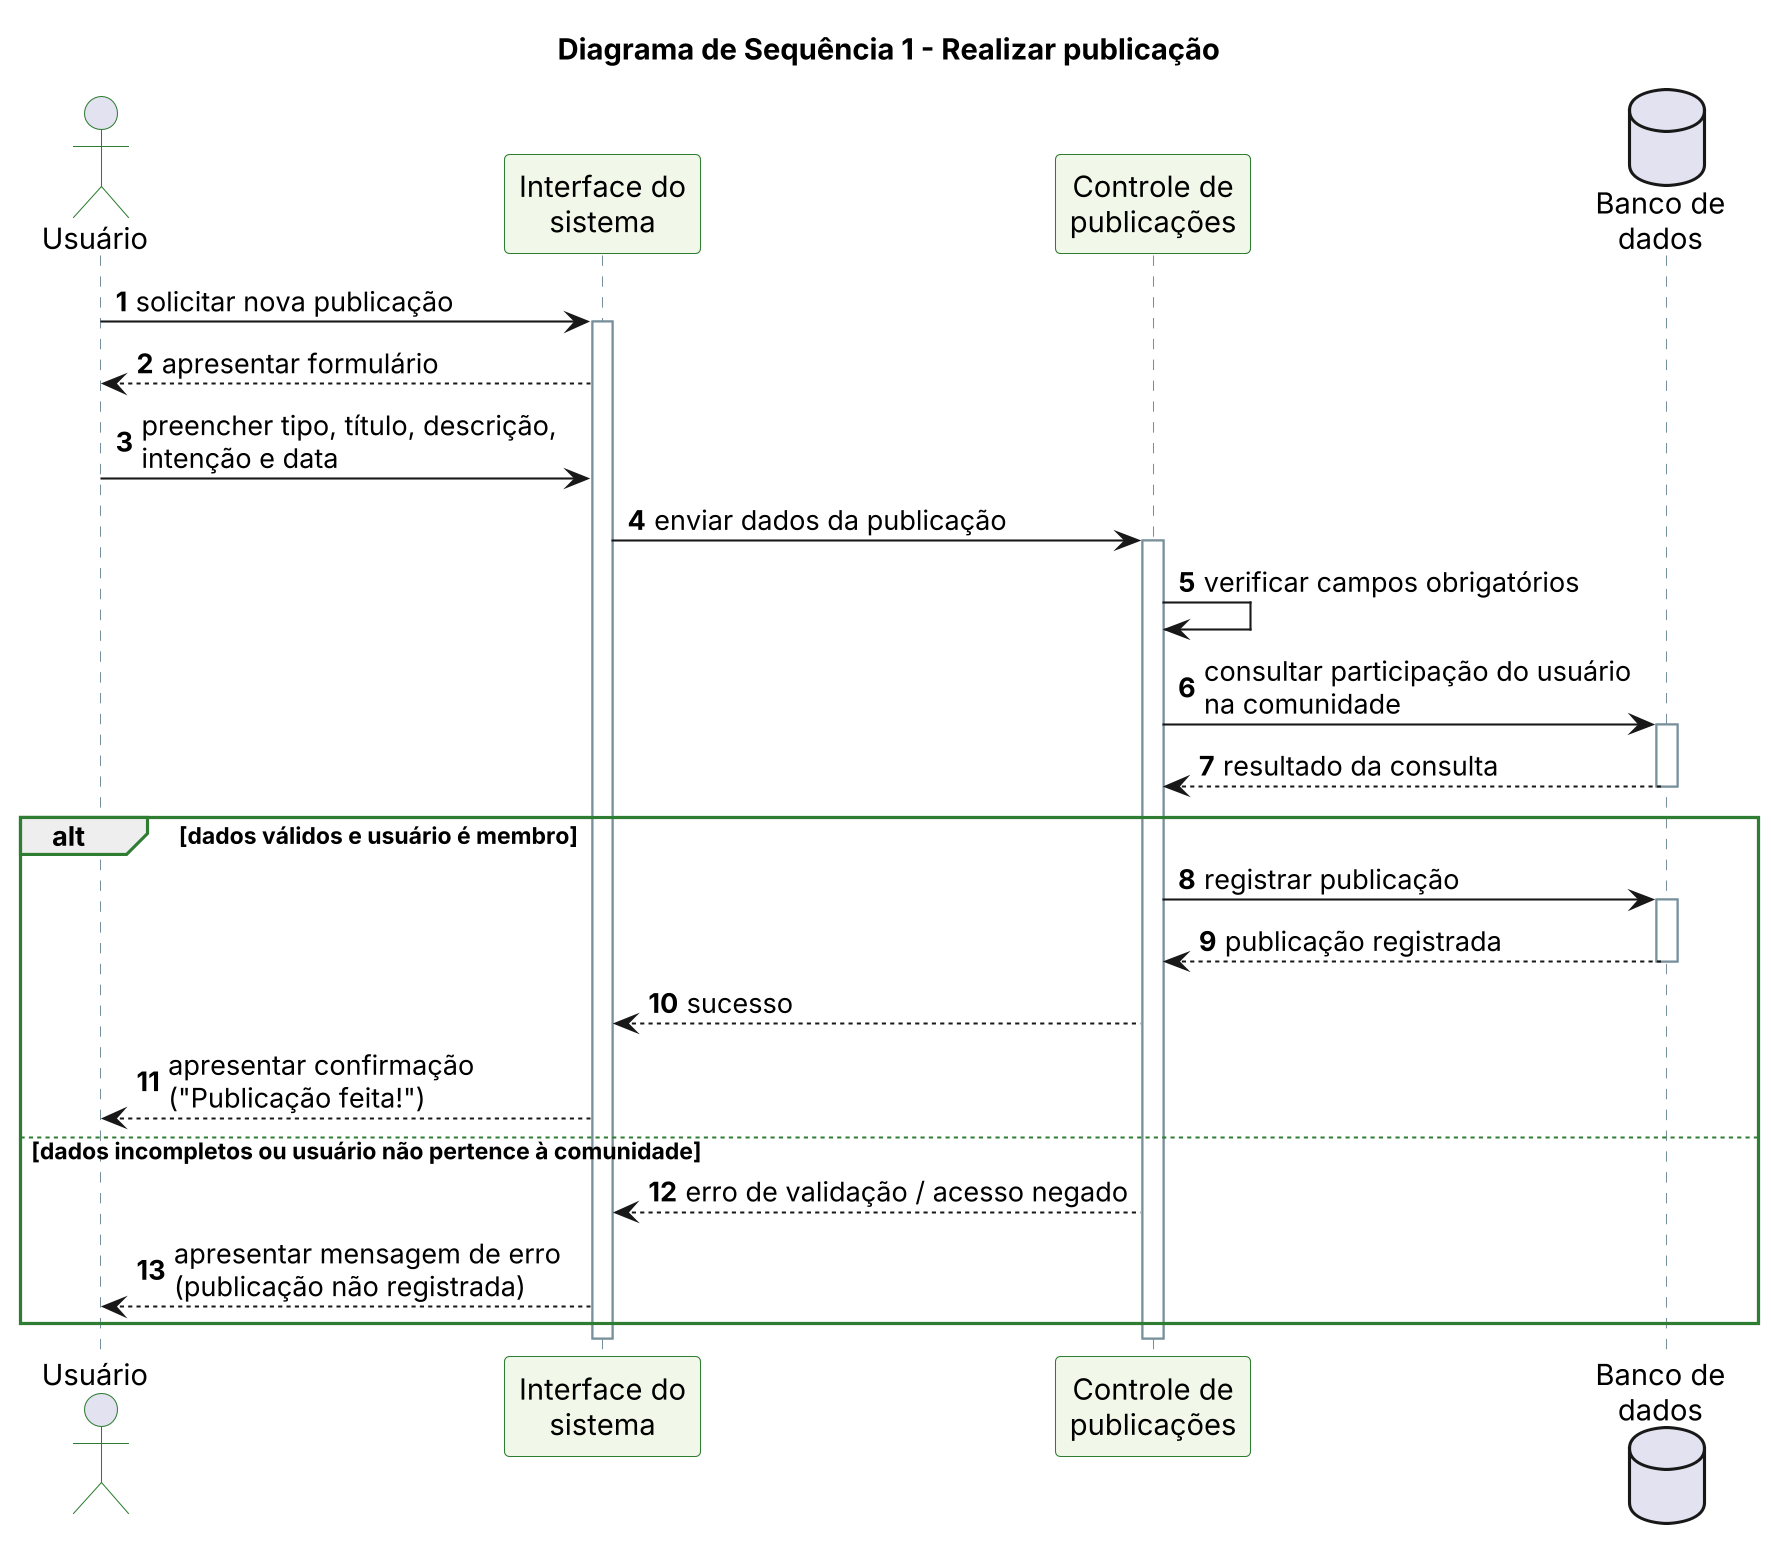 Diagrama de Sequência 1 - Realizar publicação
Usuário
Interface do
sistema
Controle de
publicações
Banco de
dados
1 solicitar nova publicação
2 apresentar formulário
3 preencher tipo, título, descrição,
intenção e data
4 enviar dados da publicação
5 verificar campos obrigatórios
6 consultar participação do usuário
na comunidade
7 resultado da consulta
alt [dados válidos e usuário é membro]
8 registrar publicação
9 publicação registrada
10 sucesso
11 apresentar confirmação
("Publicação feita!")
[dados incompletos ou usuário não pertence à comunidade]
12 erro de validação / acesso negado
13 apresentar mensagem de erro
(publicação não registrada)
Usuário
Interface do
sistema
Controle de
publicações
Banco de
dados